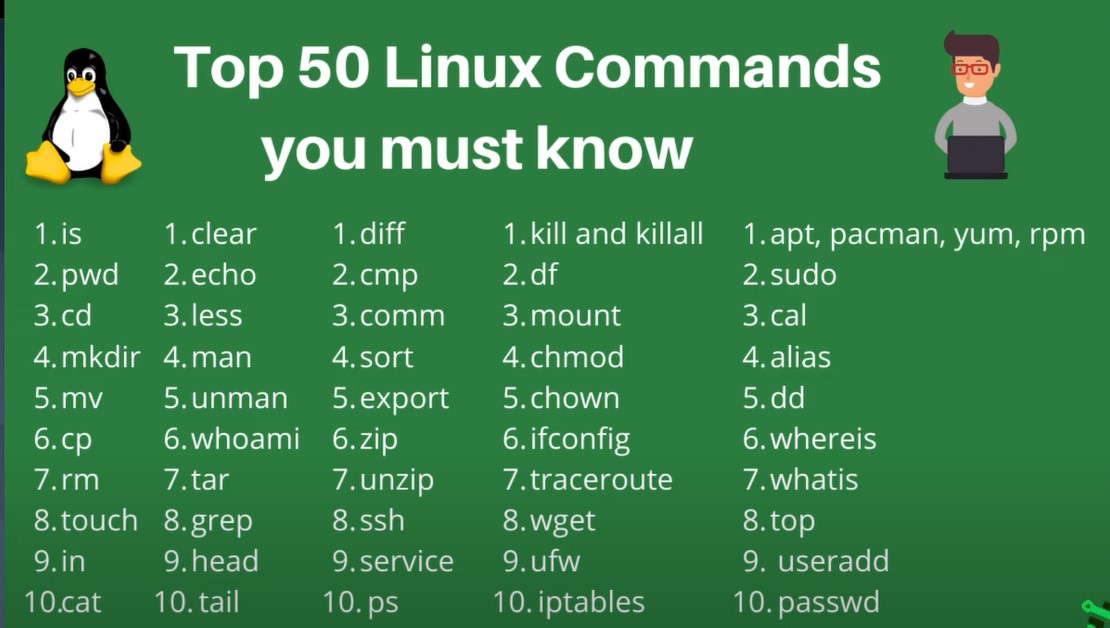 Top 50 Linux Commands
you must know
1. is
2. pwd
3. cd
4. mkdir
5. mv
6. cp
7. rm
8. touch
9. in
10. cat
1. clear
2. echo
3. less
4. man
5. unman
6. whoami
7. tar
8. grep
9. head
10. tail
1. diff
2. cmp
3. comm
4. sort
5. export
6. zip
7. unzip
8. ssh
9. service
10. ps
1. kill and killall
2. df
3. mount
4. chmod
5. chown
6. ifconfig
7. traceroute
8. wget
9. ufw
10. iptables
1. apt, pacman, yum, rpm
2. sudo
3. cal
4. alias
5. dd
6. whereis
7. whatis
8. top
9. useradd
10. passwd